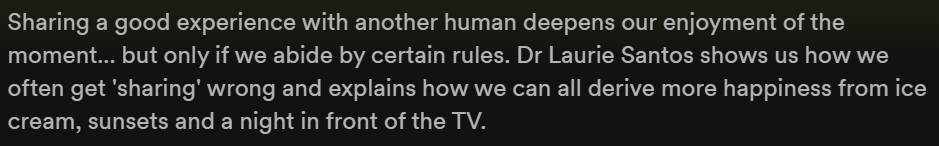 Sharing a good experience with another human deepens our enjoyment of the
moment... but only if we abide by certain rules. Dr Laurie Santos shows us how we
often get 'sharing' wrong and explains how we can all derive more happiness from ice
cream, sunsets and a night in front of the TV.